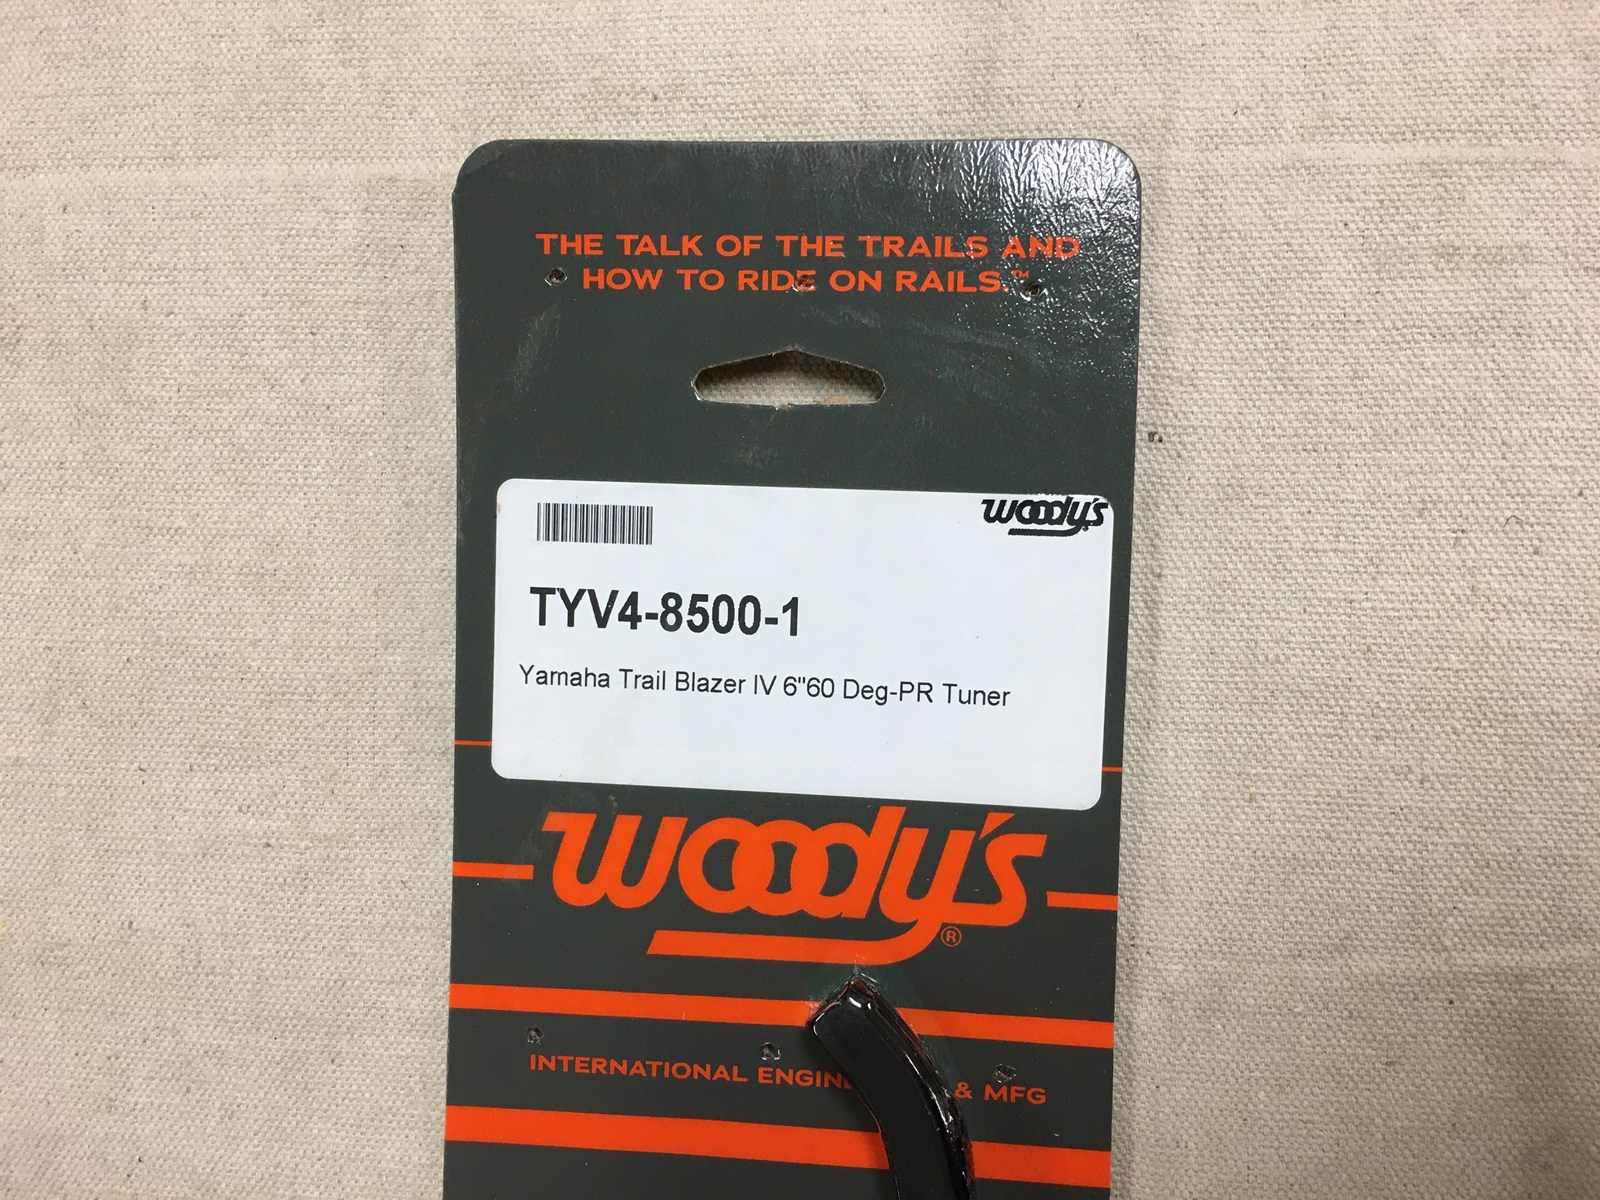 THE TALK OF THE TRAILS AND
HOW TO RIDE ON RAILS.™
woody's
TYV4-8500-1
Yamaha Trail Blazer IV 6"60 Deg-PR Tuner
woody's®
INTERNATIONAL & MFG